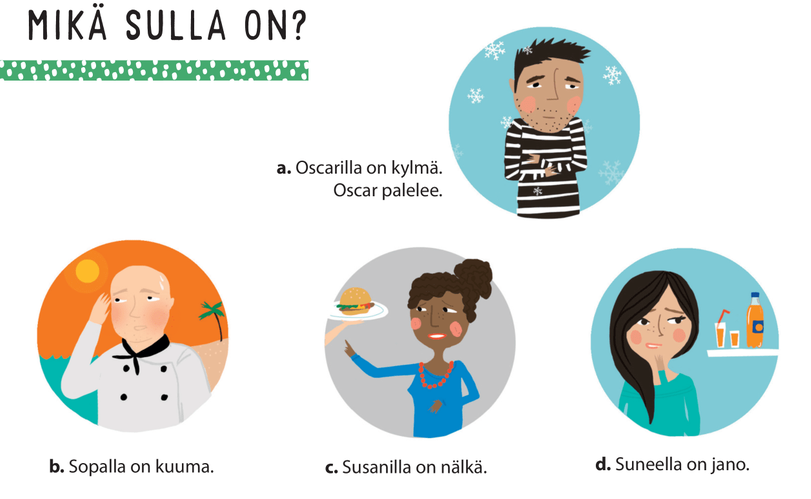 MIKÄ SULLA ON?
a. Oscarilla on kylmä.
Oscar palelee.
b. Sopalla on kuuma.
c. Susanilla on nälkä.
d. Suneella on jano.